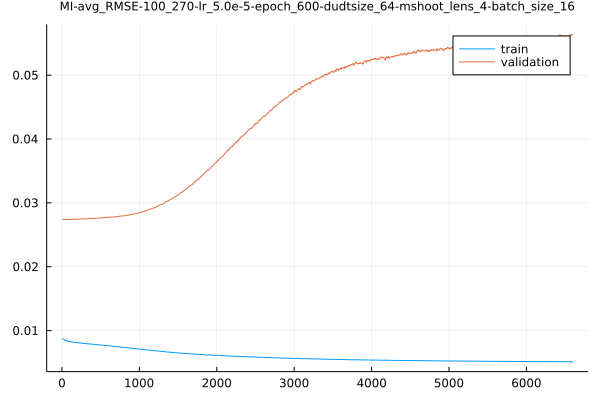 MI-avg_RMSE-100_270-lr_5.0e-5-epoch_600-dudtsize_64-mshoot_lens_4-batch_size_16
train
validation
0.05
0.04
0.03
0.02
0.01
0 1000 2000 3000 4000 5000 6000